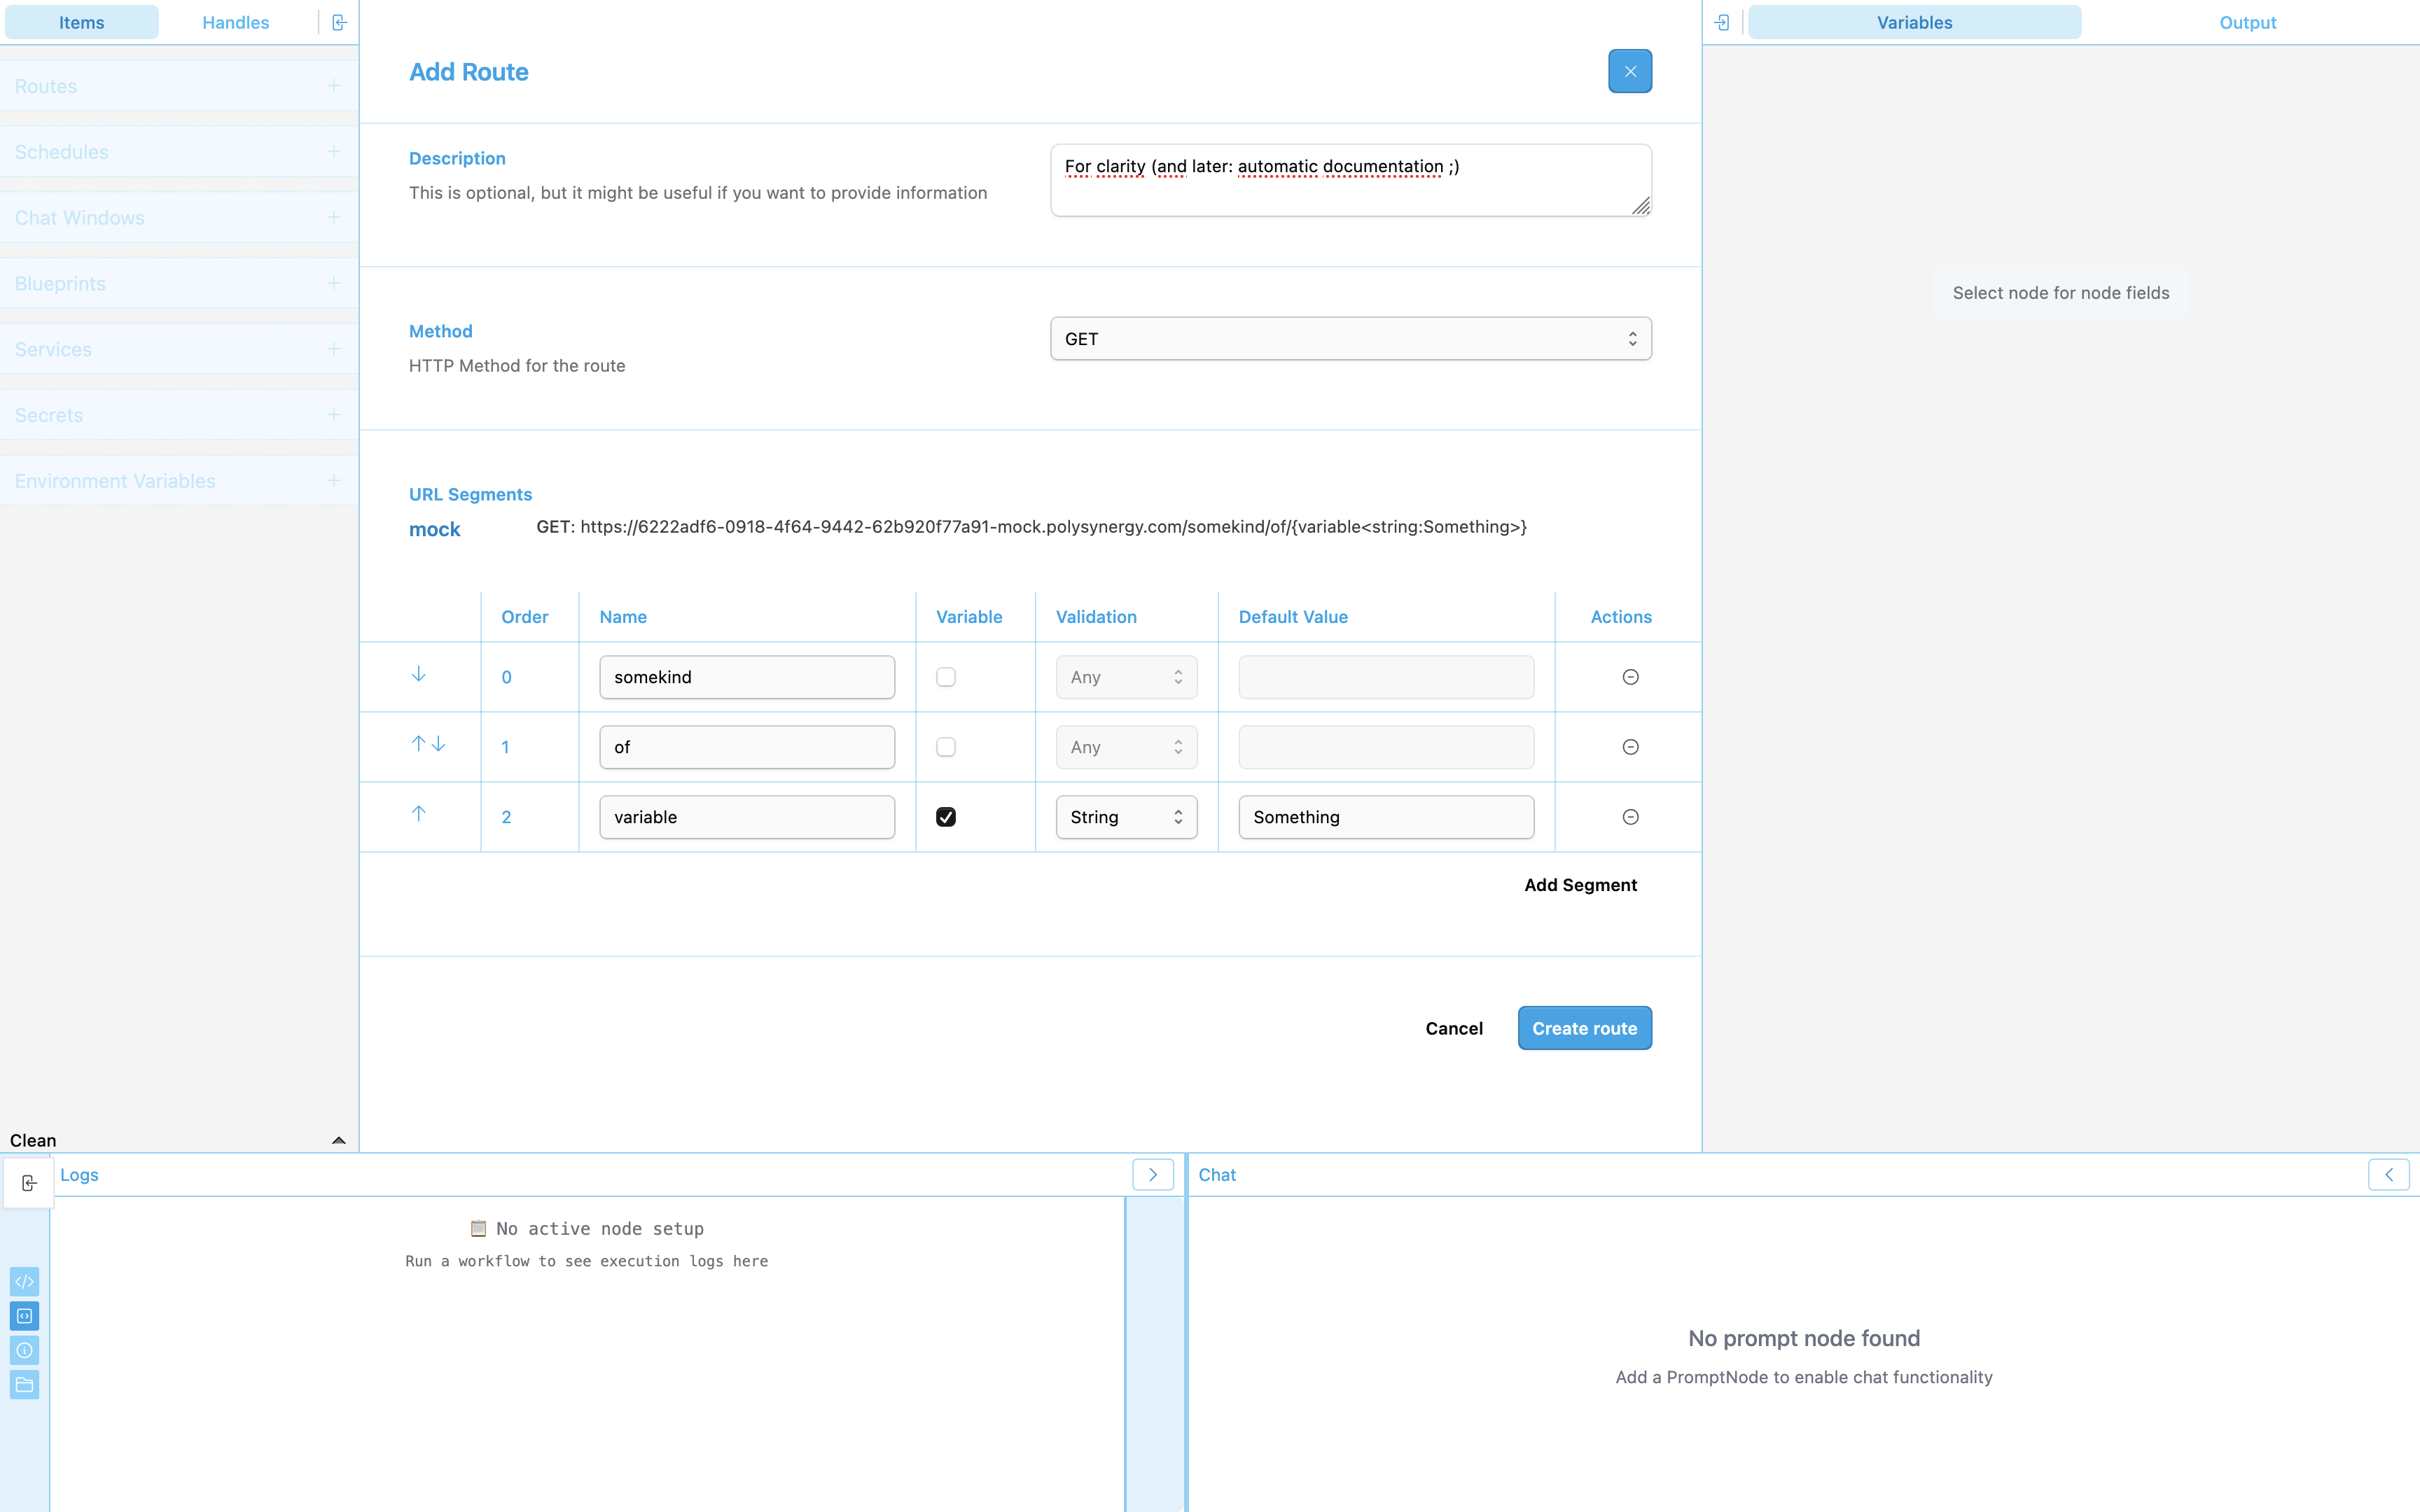 Items
Handles
Routes
Schedules
Chat Windows
Blueprints
Services
Secrets
Environment Variables
Clean
Add Route
Description
This is optional, but it might be useful if you want to provide information
For clarity (and later: automatic documentation ;)
Method
HTTP Method for the route
GET
URL Segments
mock
GET: https://6222adf6-0918-4f64-9442-62b920f77a91-mock.polysynergy.com/somekind/of/{variable<string:Something>}
Order Name Variable Validation Default Value Actions
0 somekind Any
1 of Any
2 variable String Something
Add Segment
Cancel Create route
Variables
Output
Select node for node fields
Logs
📋 No active node setup
Run a workflow to see execution logs here
Chat
No prompt node found
Add a PromptNode to enable chat functionality